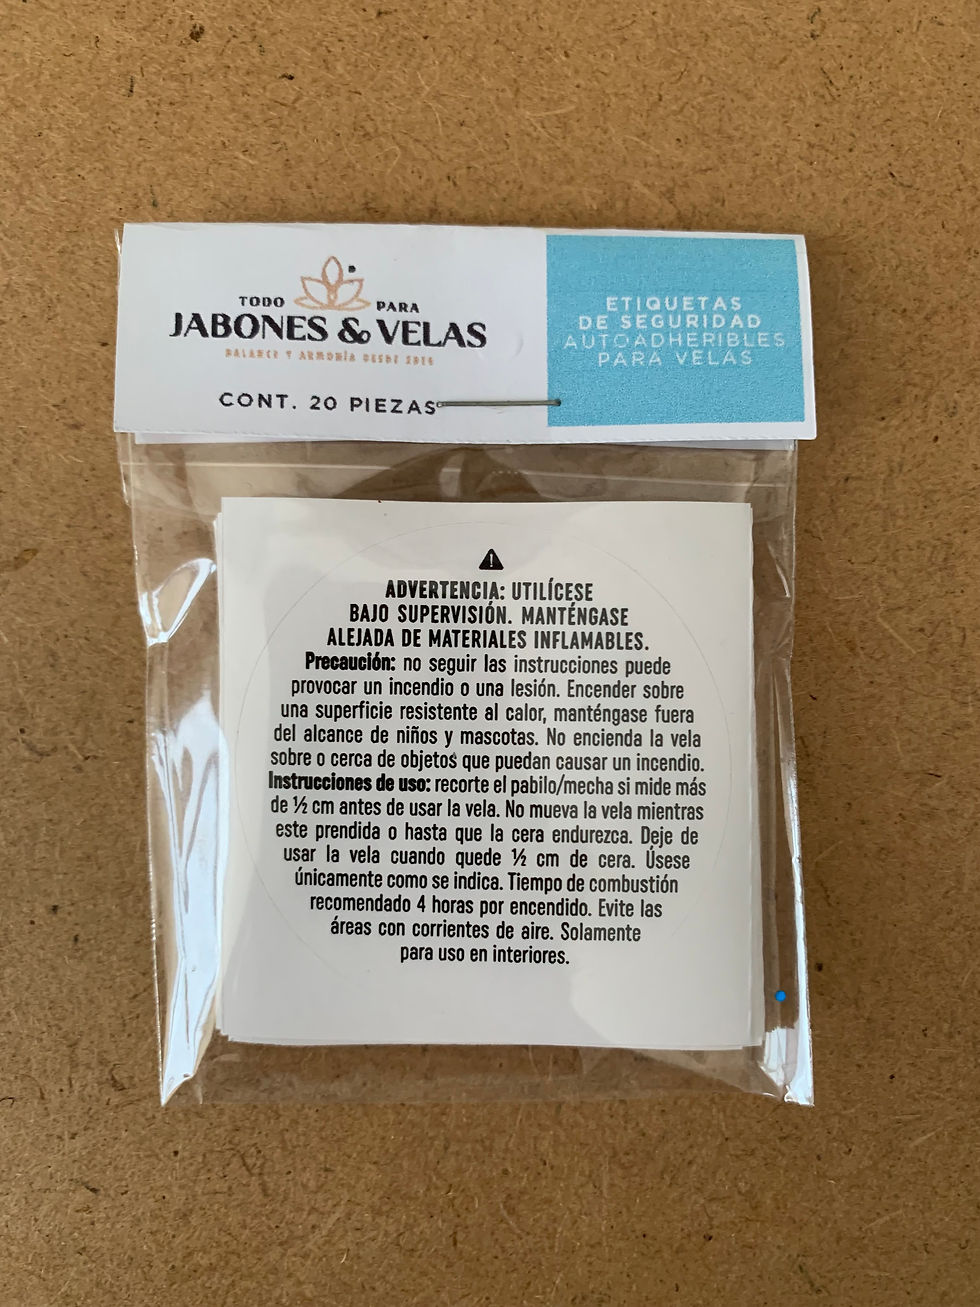 TODO PARA
JABONES & VELAS
BALANCE Y ARMONÍA DESDE
CONT. 20 PIEZAS
ETIQUETAS
DE SEGURIDAD
AUTOADHERIBLES
PARA VELAS
ADVERTENCIA: UTILÍCESE
BAJO SUPERVISIÓN. MANTÉNGASE
ALEJADA DE MATERIALES INFLAMABLES.
Precaución: no seguir las instrucciones puede
provocar un incendio o una lesión. Encender sobre
una superficie resistente al calor, manténgase fuera
del alcance de niños y mascotas. No encienda la vela
sobre o cerca de objetos que puedan causar un incendio.
Instrucciones de uso: recorte el pabilo/mecha si mide más
de ½ cm antes de usar la vela. No mueva la vela mientras
este prendida o hasta que la cera endurezca. Deje de
usar la vela cuando quede ½ cm de cera. Úsese
únicamente como se indica. Tiempo de combustión
recomendado 4 horas por encendido. Evite las
áreas con corrientes de aire. Solamente
para uso en interiores.